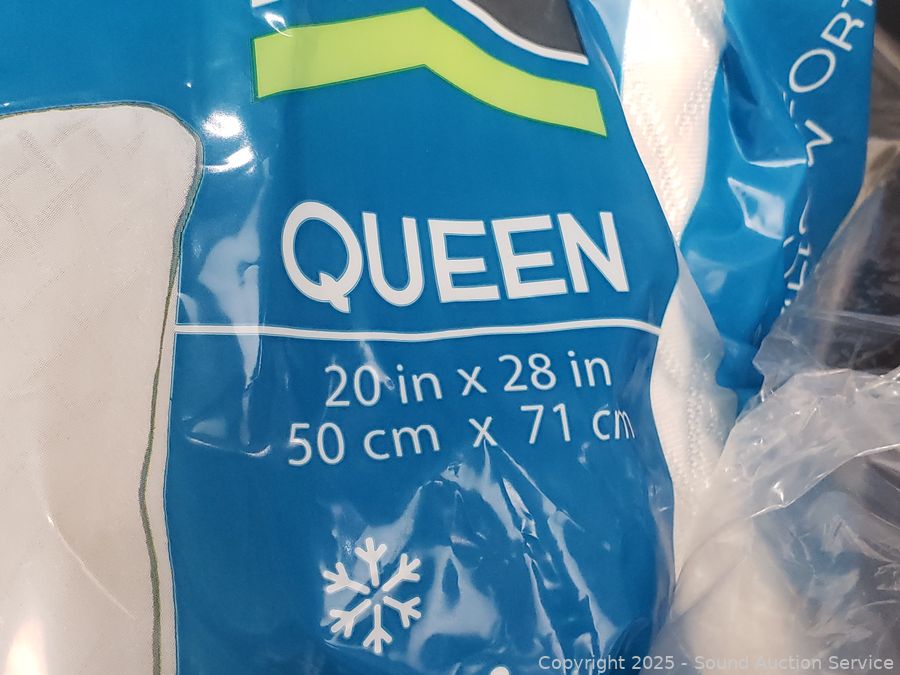 QUEEN
20 in x 28 in
50 cm x 71 cm
Copyright © 2025 - Sound Auction Service